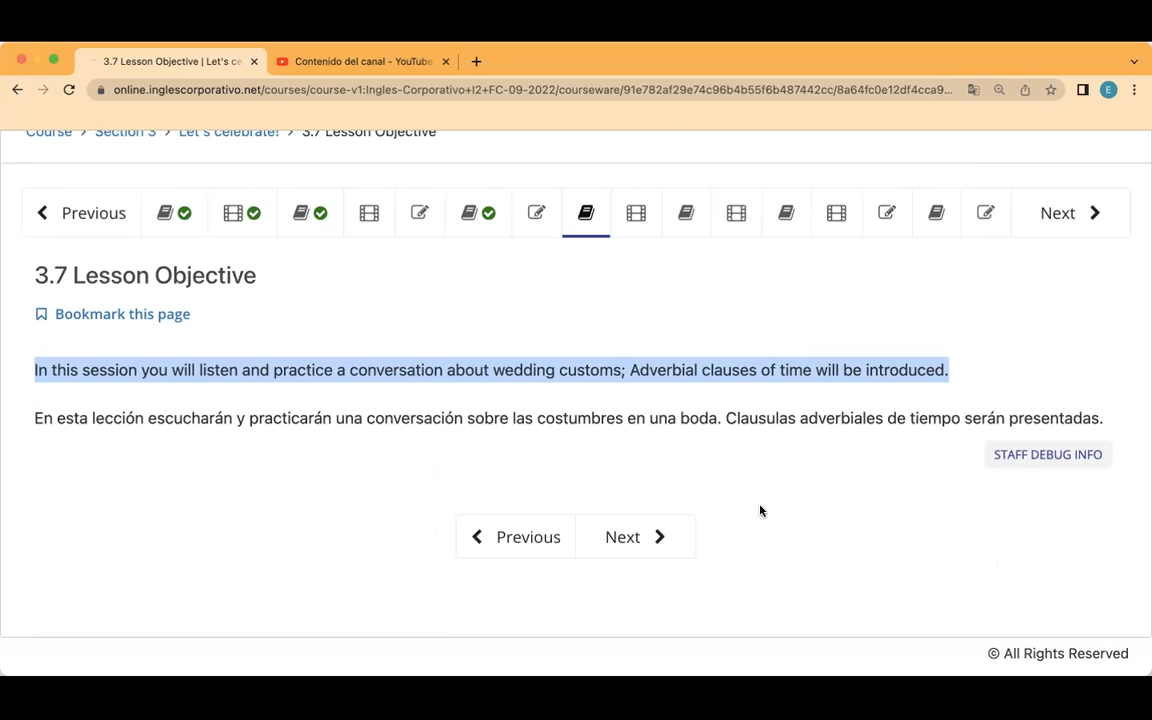 3.7 Lesson Objective | Let's ce
Contenido del canal - YouTube
online.inglescorporativo.net/courses/course-v1:Ingles-Corporativo+I2+FC-09-2022/courseware/91e782af29e74c96b4b55f6b487442cc/8a64fc0e12df4cca9...
E
Course > Section 3 > Let's celebrate! > 3.7 Lesson Objective
Previous
Next
3.7 Lesson Objective
Bookmark this page
In this session you will listen and practice a conversation about wedding customs; Adverbial clauses of time will be introduced.
En esta lección escucharán y practicarán una conversación sobre las costumbres en una boda. Clausulas adverbiales de tiempo serán presentadas.
STAFF DEBUG INFO
Previous
Next
© All Rights Reserved